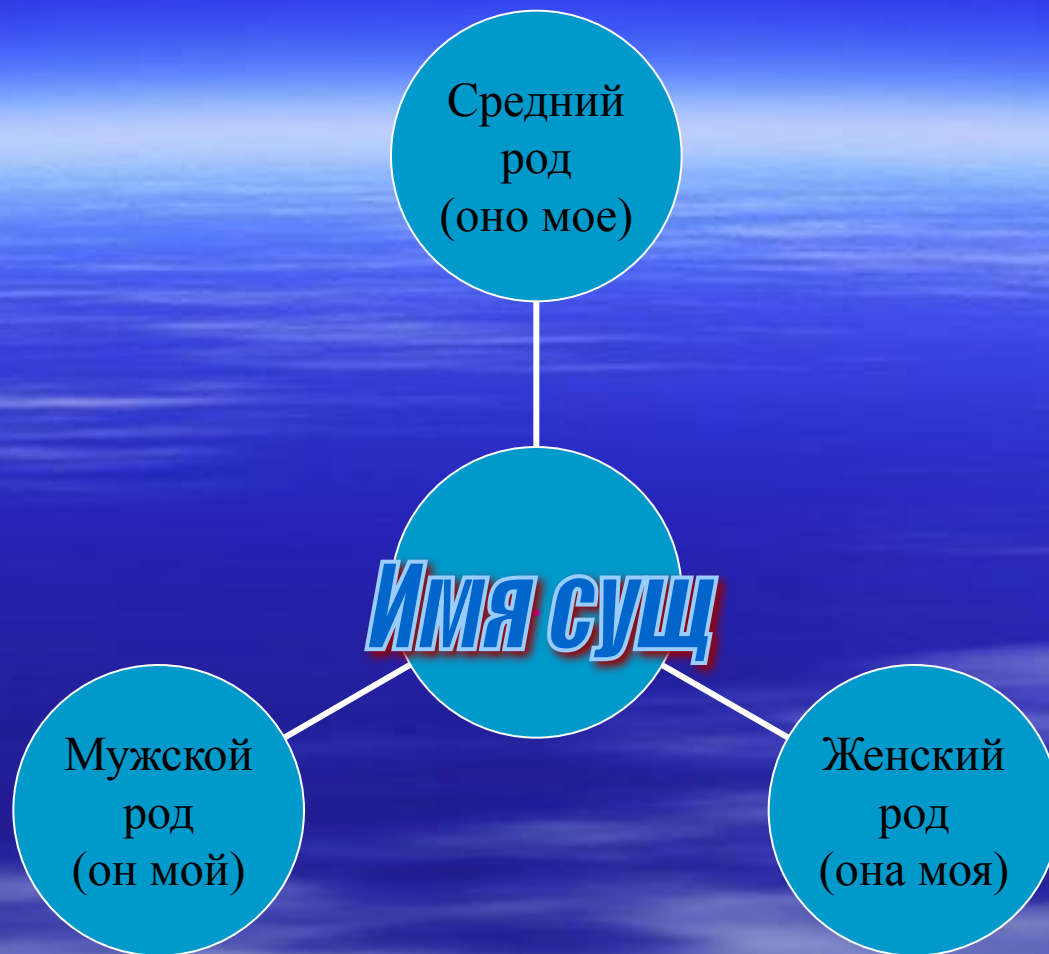 Средний
род
(оно мое)
Имя сущ
Мужской
род
(он мой)
Женский
род
(она моя)